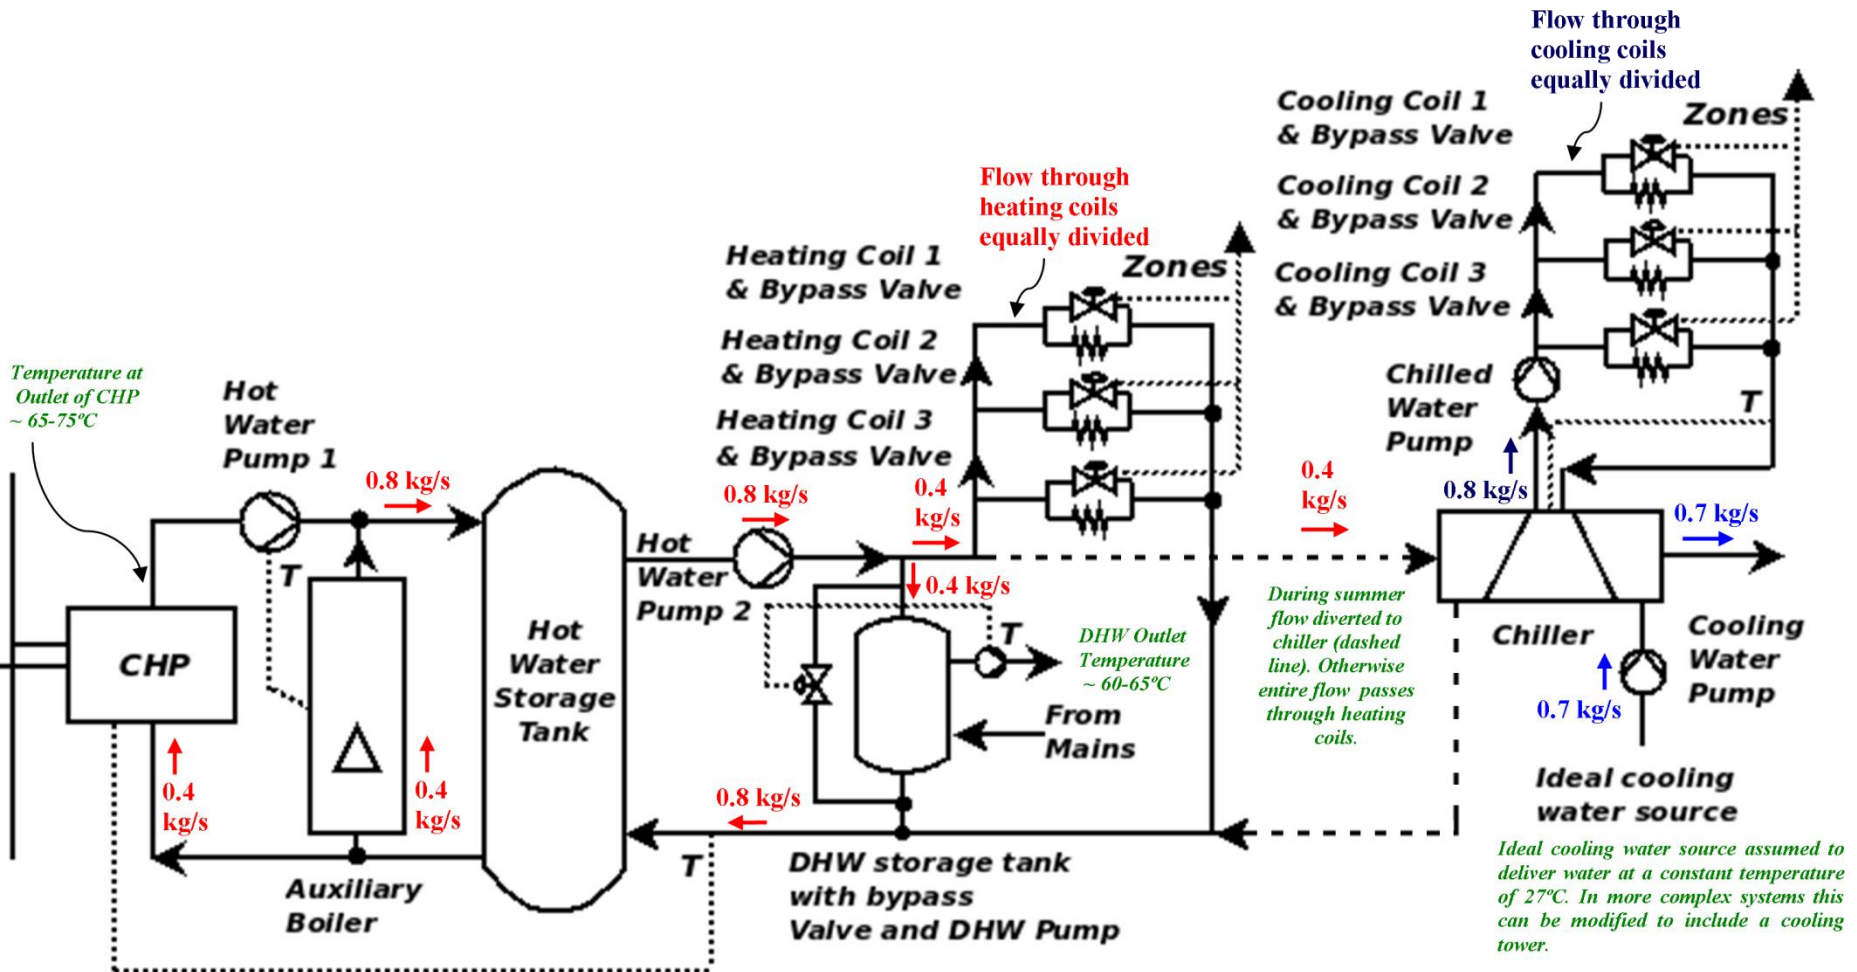 Flow through
cooling coils
equally divided
Cooling Coil 1
& Bypass Valve
Zones
Cooling Coil 2
& Bypass Valve
Cooling Coil 3
& Bypass Valve
Flow through
heating coils
equally divided
Heating Coil 1
& Bypass Valve
Zones
Heating Coil 2
& Bypass Valve
Heating Coil 3
& Bypass Valve
Chilled
Water
Pump
T
Temperature at
Outlet of CHP
~ 65-75ºC
Hot
Water
Pump 1
0.8 kg/s
0.8 kg/s
0.4
kg/s
0.4
kg/s
0.8 kg/s
0.7 kg/s
T
Hot
Water
Pump 2
0.4 kg/s
CHP
Hot
Water
Storage
Tank
T
DHW Outlet
Temperature
~ 60-65ºC
During summer
flow diverted to
chiller (dashed
line). Otherwise
entire flow passes
through heating
coils.
Chiller
Cooling
Water
Pump
0.7 kg/s
From
Mains
0.4
kg/s
0.4
kg/s
0.8 kg/s
Ideal cooling
water source
T
Auxiliary
Boiler
DHW storage tank
with bypass
Valve and DHW Pump
Ideal cooling water source assumed to
deliver water at a constant temperature
of 27ºC. In more complex systems this
can be modified to include a cooling
tower.